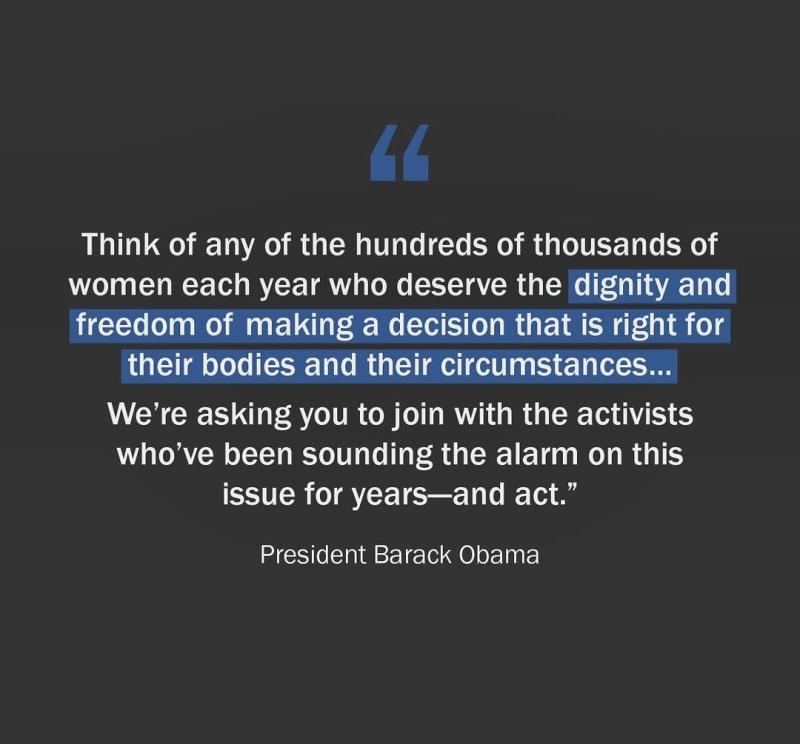 “
Think of any of the hundreds of thousands of
women each year who deserve the dignity and
freedom of making a decision that is right for
their bodies and their circumstances...
We’re asking you to join with the activists
who’ve been sounding the alarm on this
issue for years—and act.”
President Barack Obama